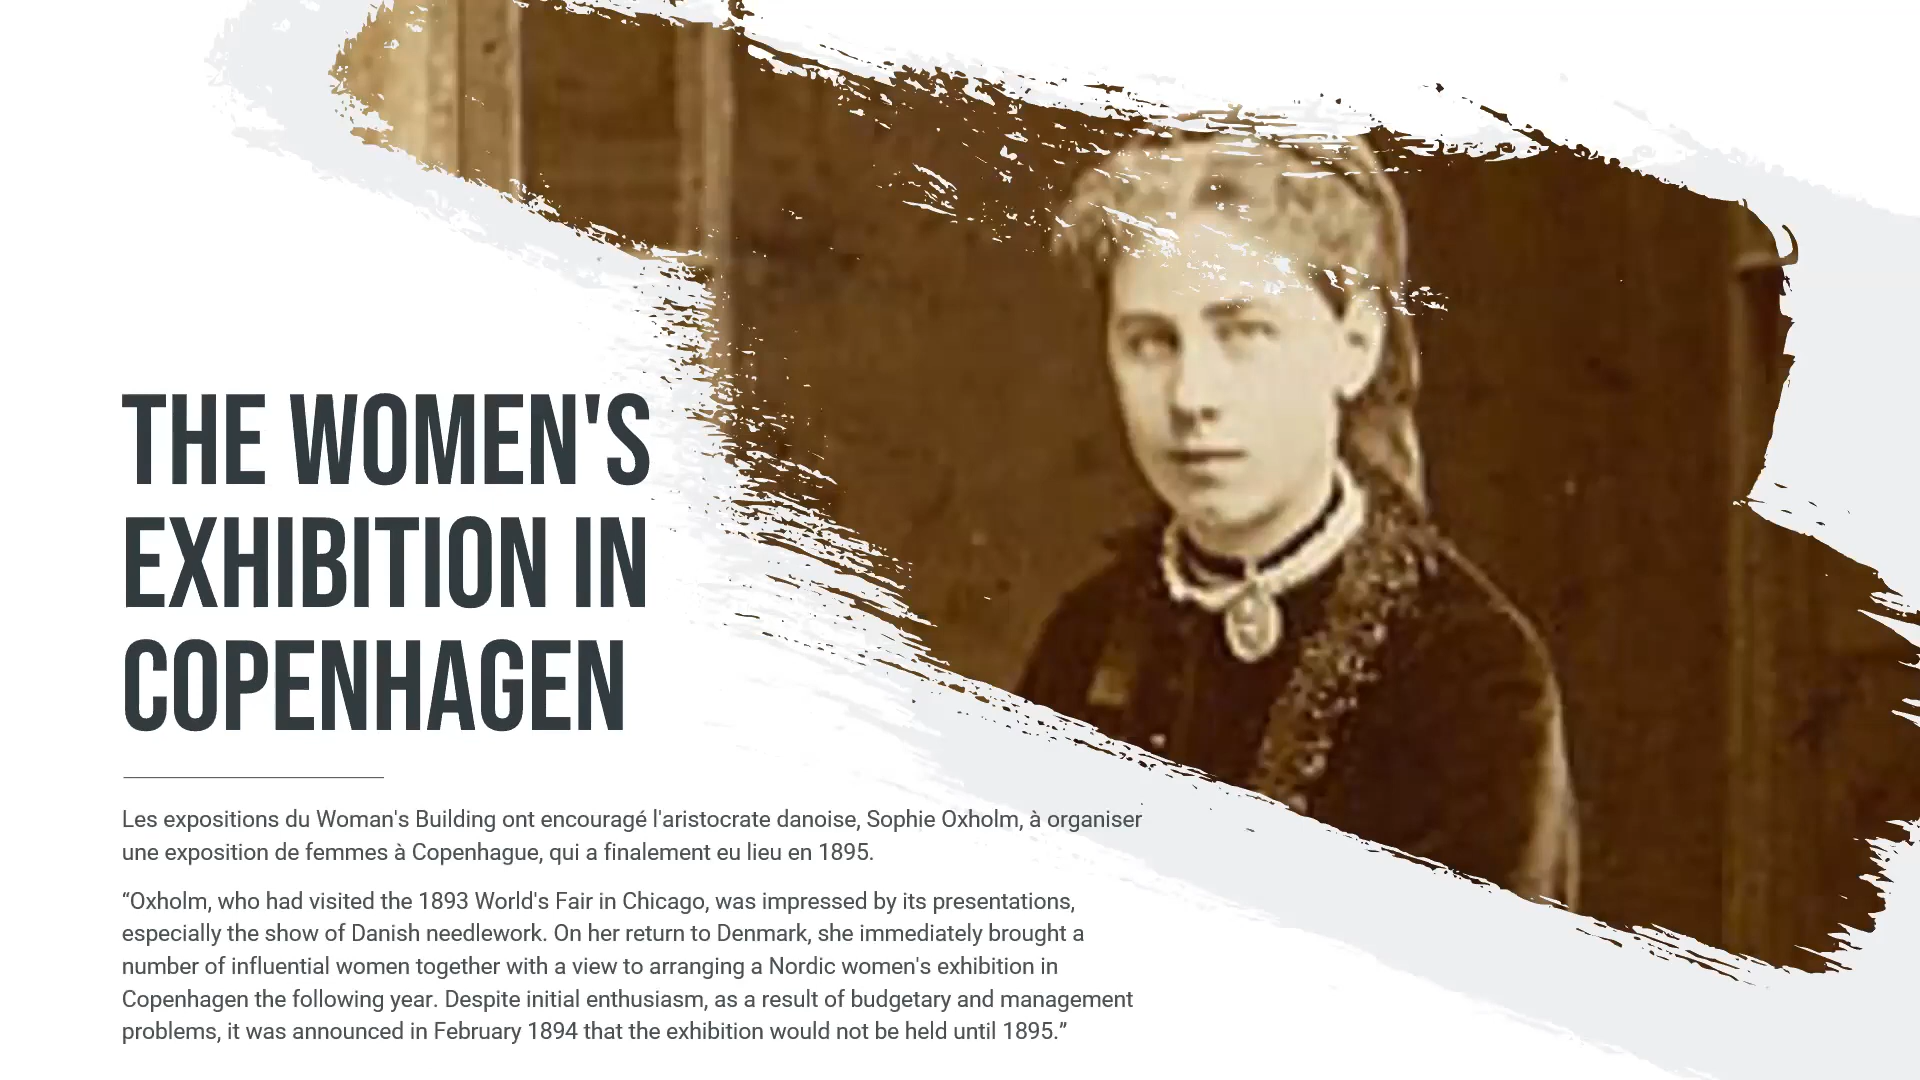 THE WOMEN'S
EXHIBITION IN
COPENHAGEN
Les expositions du Woman's Building ont encouragé l'aristocrate danoise, Sophie Oxholm, à organiser
une exposition de femmes à Copenhague, qui a finalement eu lieu en 1895.
“Oxholm, who had visited the 1893 World's Fair in Chicago, was impressed by its presentations,
especially the show of Danish needlework. On her return to Denmark, she immediately brought a
number of influential women together with a view to arranging a Nordic women's exhibition in
Copenhagen the following year. Despite initial enthusiasm, as a result of budgetary and management
problems, it was announced in February 1894 that the exhibition would not be held until 1895.”